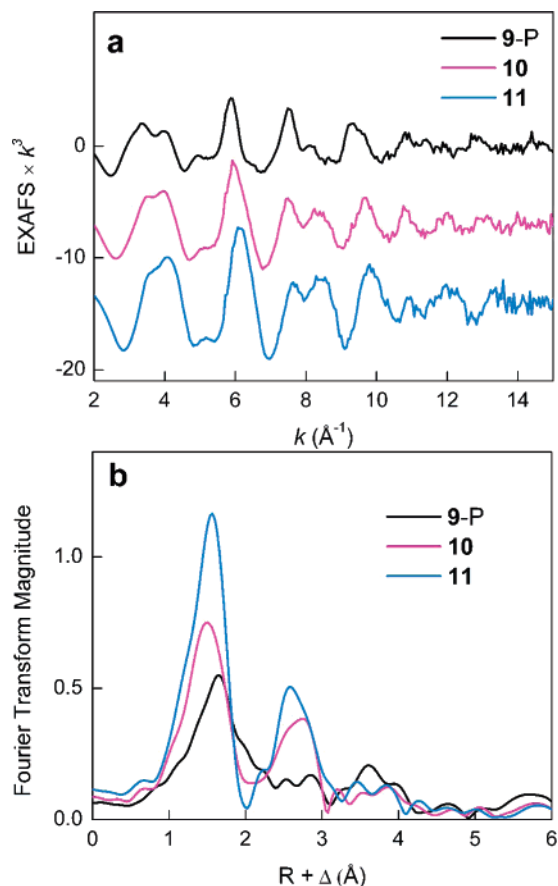 a
9-P
10
11
0
-10
-20
EXAFS × k³
2 4 6 8 10 12 14
k (Å⁻¹)
b
9-P
10
11
1.0
0.5
0.0
Fourier Transform Magnitude
0 1 2 3 4 5 6
R + Δ (Å)